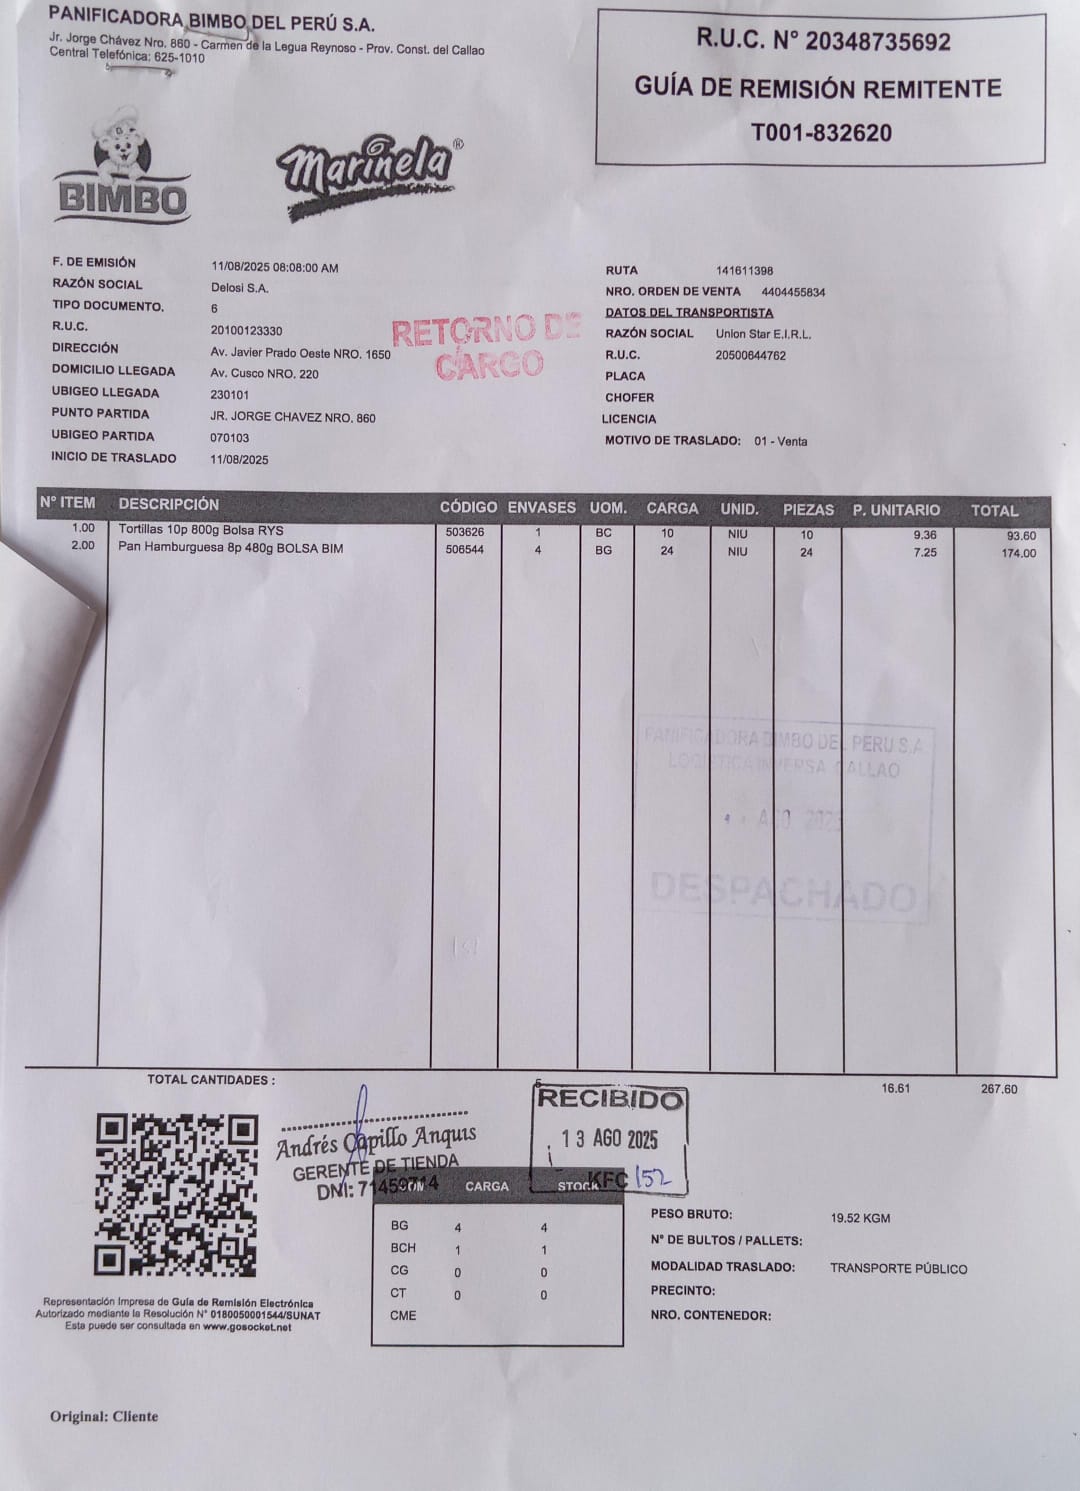 PANIFICADORA BIMBO DEL PERÚ S.A.
Jr. Jorge Chávez Nro. 860 - Carmen de la Legua Reynoso - Prov. Const. del Callao
Central Telefónica: 625-1010
R.U.C. N° 20348735692
GUÍA DE REMISIÓN REMITENTE
T001-832620
BIMBO
Marinela®
F. DE EMISIÓN 11/08/2025 08:08:00 AM
RAZÓN SOCIAL Delosi S.A.
TIPO DOCUMENTO. 6
R.U.C. 20100123330
DIRECCIÓN Av. Javier Prado Oeste NRO. 1650
DOMICILIO LLEGADA Av. Cusco NRO. 220
UBIGEO LLEGADA 230101
PUNTO PARTIDA JR. JORGE CHAVEZ NRO. 860
UBIGEO PARTIDA 070103
INICIO DE TRASLADO 11/08/2025
RETORNO DE
CARGO
RUTA 141611398
NRO. ORDEN DE VENTA 4404455834
DATOS DEL TRANSPORTISTA
RAZÓN SOCIAL Union Star E.I.R.L.
R.U.C. 20500644762
PLACA
CHOFER
LICENCIA
MOTIVO DE TRASLADO: 01 - Venta
N° ITEM DESCRIPCIÓN CÓDIGO ENVASES UOM. CARGA UNID. PIEZAS P. UNITARIO TOTAL
1.00 Tortillas 10p 800g Bolsa RYS 503626 1 BC 10 NIU 10 9.36 93.60
2.00 Pan Hamburguesa 8p 480g BOLSA BIM 506544 4 BG 24 NIU 24 7.25 174.00
PANIFICADORA BIMBO DEL PERU S.A.
LOGISTICA INVERSA CALLAO
AGO 2025
DESPACHADO
TOTAL CANTIDADES : 16.61 267.60
Andrés Capillo Anquis
GERENTE DE TIENDA
DNI: 71459714
RECIBIDO
13 AGO 2025
KFC 152
CARGA STOCK
BG 4 4
BCH 1 1
CG 0 0
CT 0 0
CME
PESO BRUTO: 19.52 KGM
N° DE BULTOS / PALLETS:
MODALIDAD TRASLADO: TRANSPORTE PÚBLICO
PRECINTO:
NRO. CONTENEDOR:
Representación Impresa de Guía de Remisión Electrónica
Autorizado mediante la Resolución N° 0180050001544/SUNAT
Este puede ser consultada en www.gosocket.net
Original: Cliente